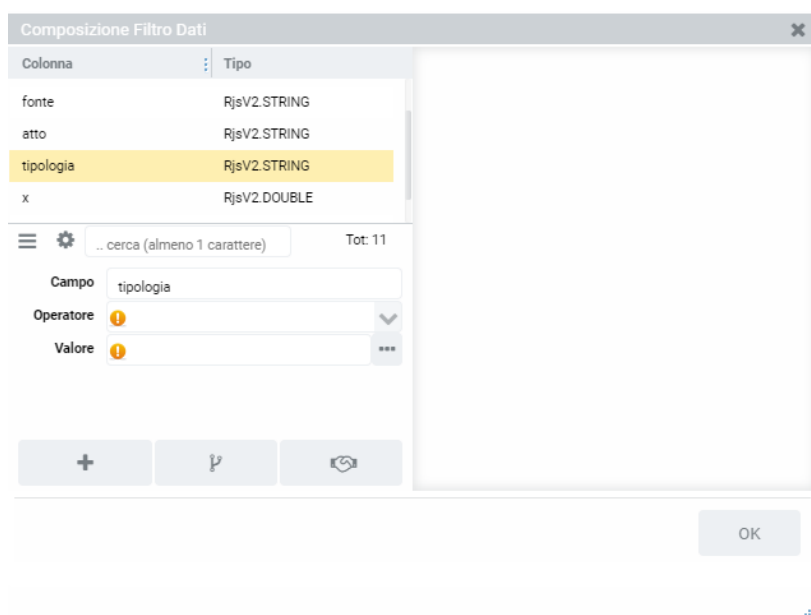 Composizione Filtro Dati
Colonna Tipo
fonte RjsV2.STRING
atto RjsV2.STRING
tipologia RjsV2.STRING
x RjsV2.DOUBLE
.. cerca (almeno 1 carattere) Tot: 11
Campo tipologia
Operatore
Valore
OK